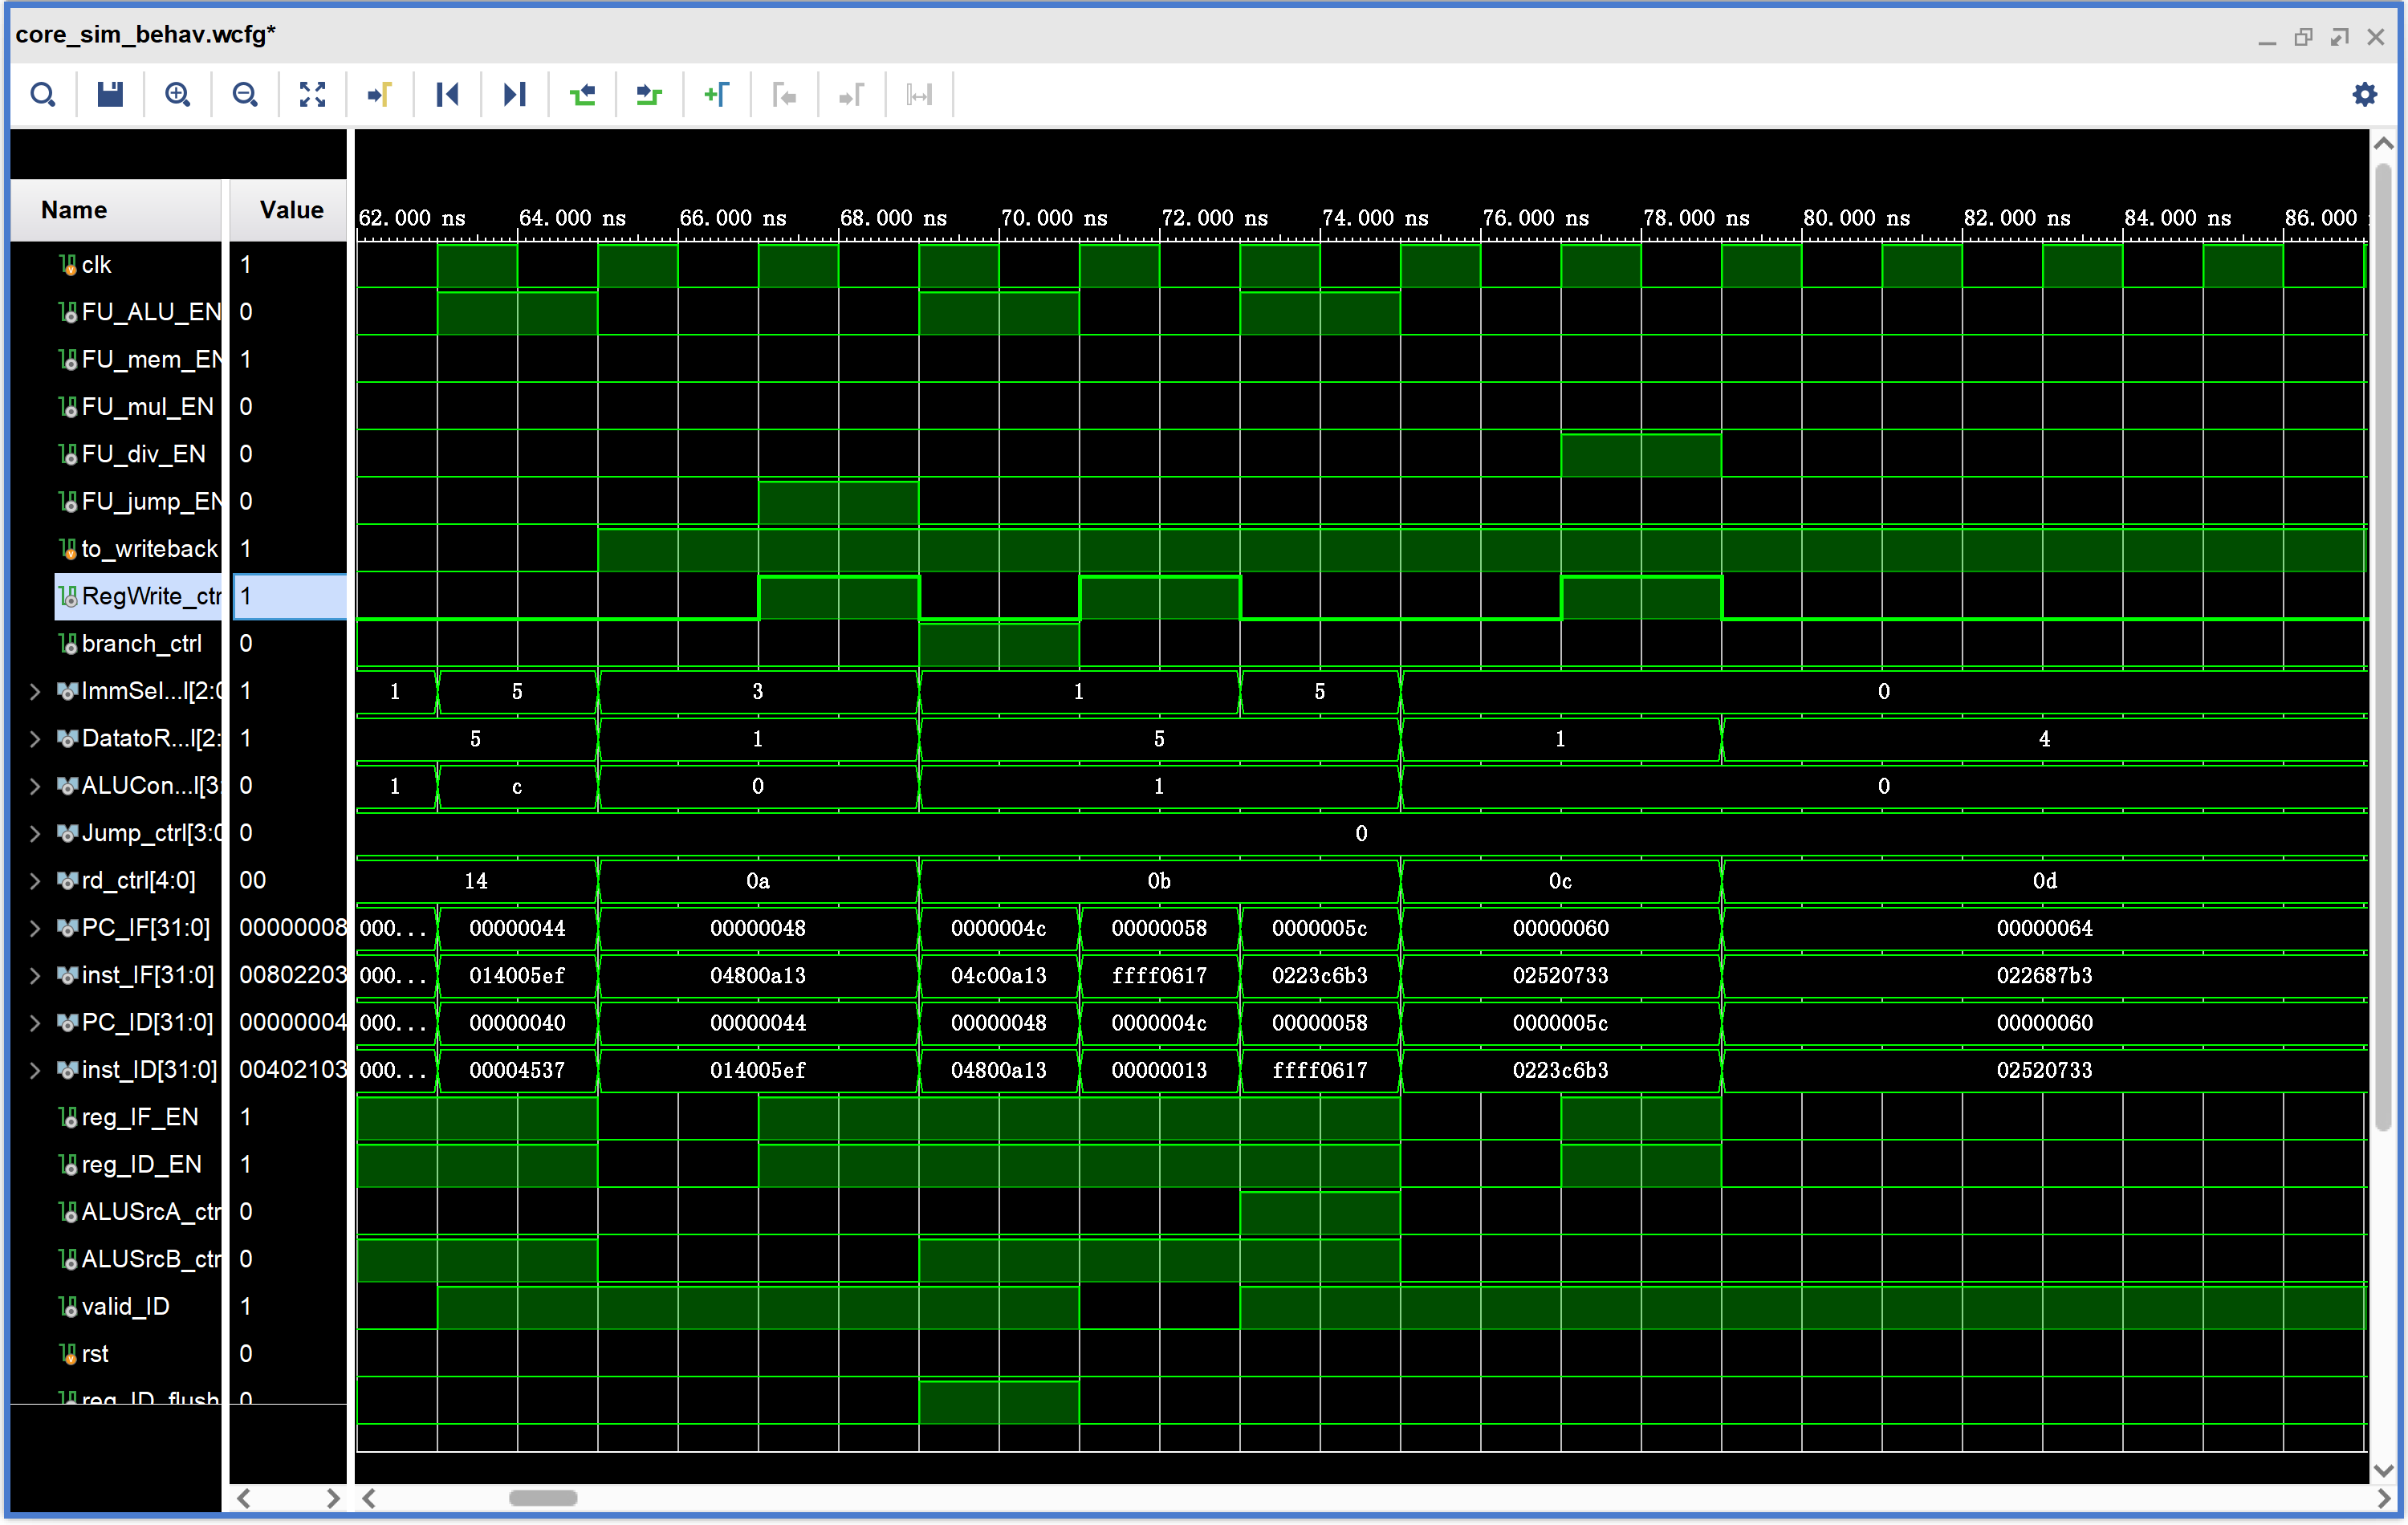 core_sim_behav.wcfg*
Name Value
62.000 ns 64.000 ns 66.000 ns 68.000 ns 70.000 ns 72.000 ns 74.000 ns 76.000 ns 78.000 ns 80.000 ns 82.000 ns 84.000 ns 86.000
clk 1
FU_ALU_EN 0
FU_mem_EN 1
FU_mul_EN 0
FU_div_EN 0
FU_jump_EN 0
to_writeback 1
RegWrite_ctr 1
branch_ctrl 0
ImmSel...l[2:0 1 1 5 3 1 5 0
DatatoR...l[2: 1 5 1 5 1 4
ALUCon...l[3: 0 1 c 0 1 0
Jump_ctrl[3:0 0 0
rd_ctrl[4:0] 00 14 0a 0b 0c 0d
PC_IF[31:0] 00000008 000... 00000044 00000048 0000004c 00000058 0000005c 00000060 00000064
inst_IF[31:0] 00802203 000... 014005ef 04800a13 04c00a13 ffff0617 0223c6b3 02520733 022687b3
PC_ID[31:0] 00000004 000... 00000040 00000044 00000048 0000004c 00000058 0000005c 00000060
inst_ID[31:0] 00402103 000... 00004537 014005ef 04800a13 00000013 ffff0617 0223c6b3 02520733
reg_IF_EN 1
reg_ID_EN 1
ALUSrcA_ctr 0
ALUSrcB_ctr 0
valid_ID 1
rst 0
reg_ID_flush 0